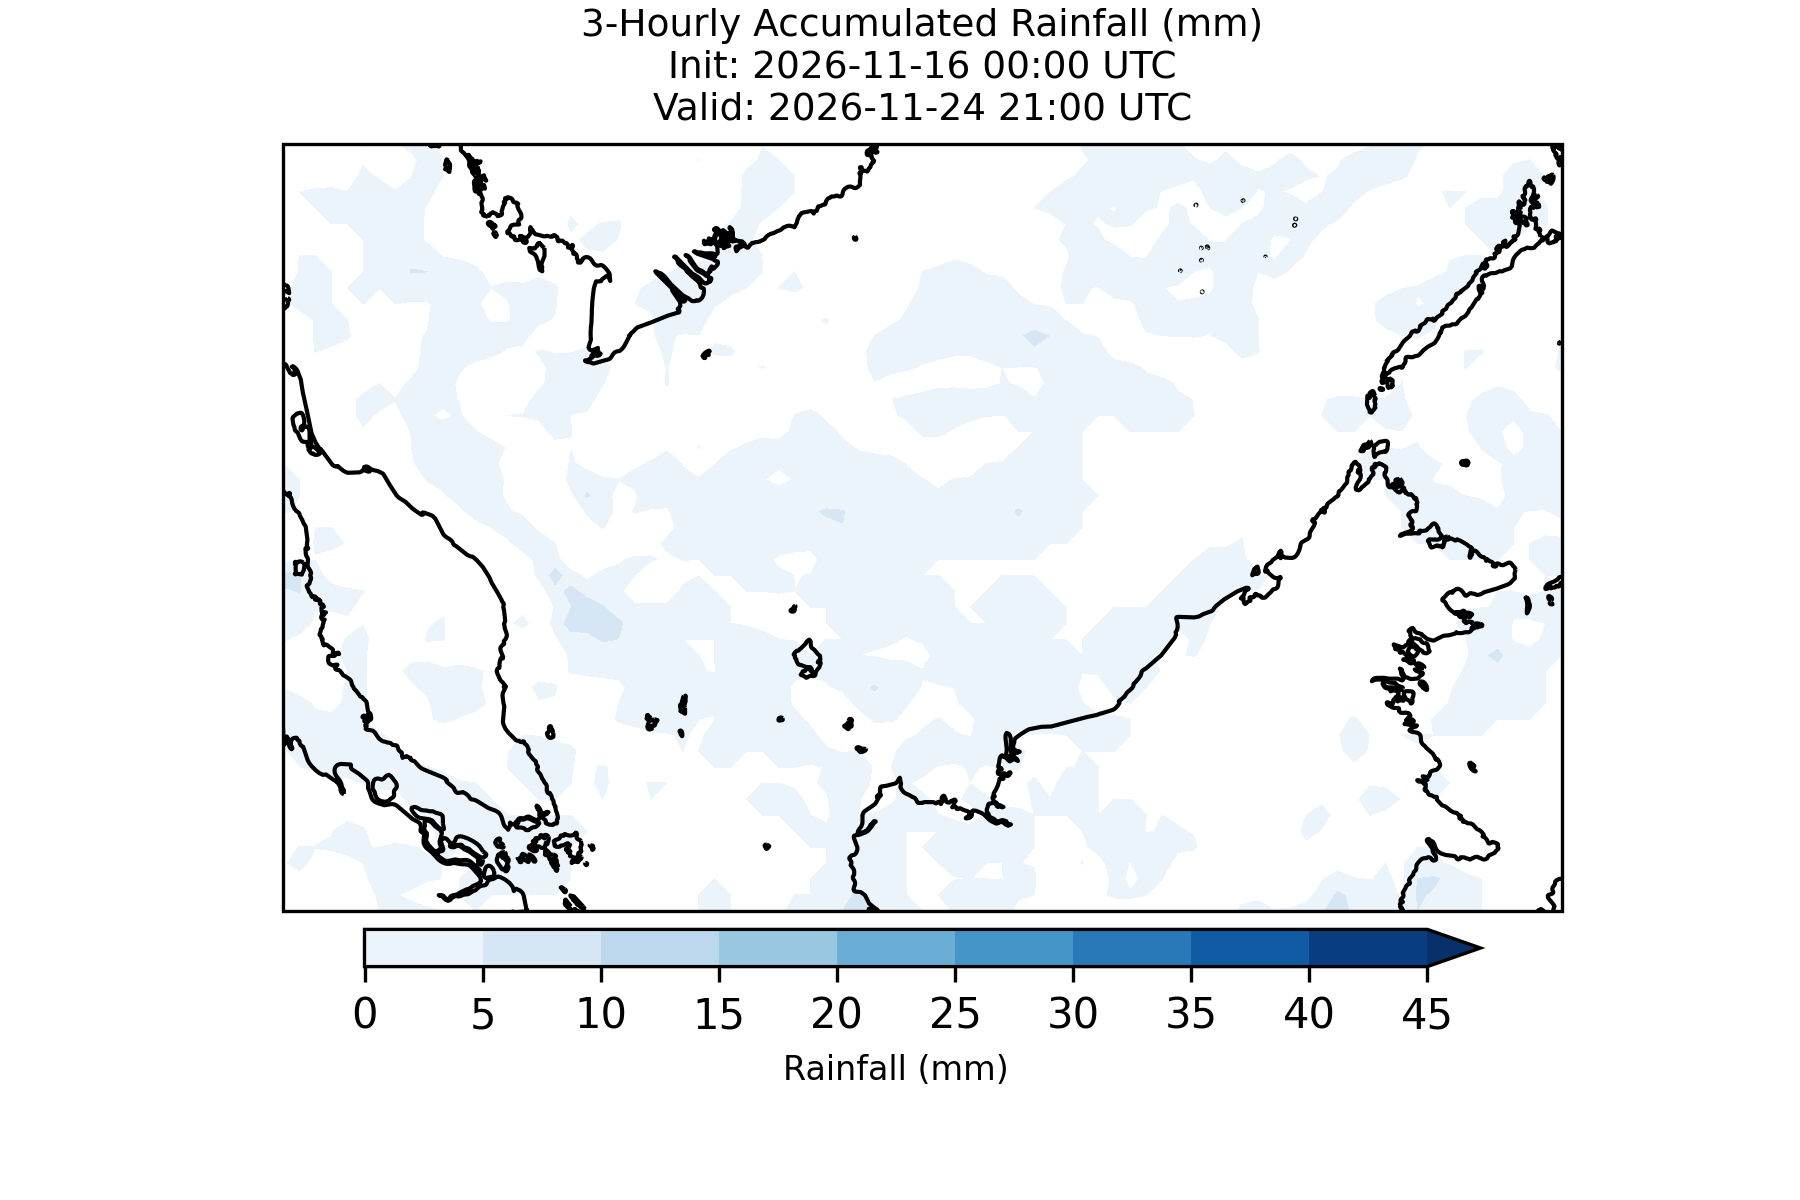 3-Hourly Accumulated Rainfall (mm)
Init: 2026-11-16 00:00 UTC
Valid: 2026-11-24 21:00 UTC
0 5 10 15 20 25 30 35 40 45
Rainfall (mm)